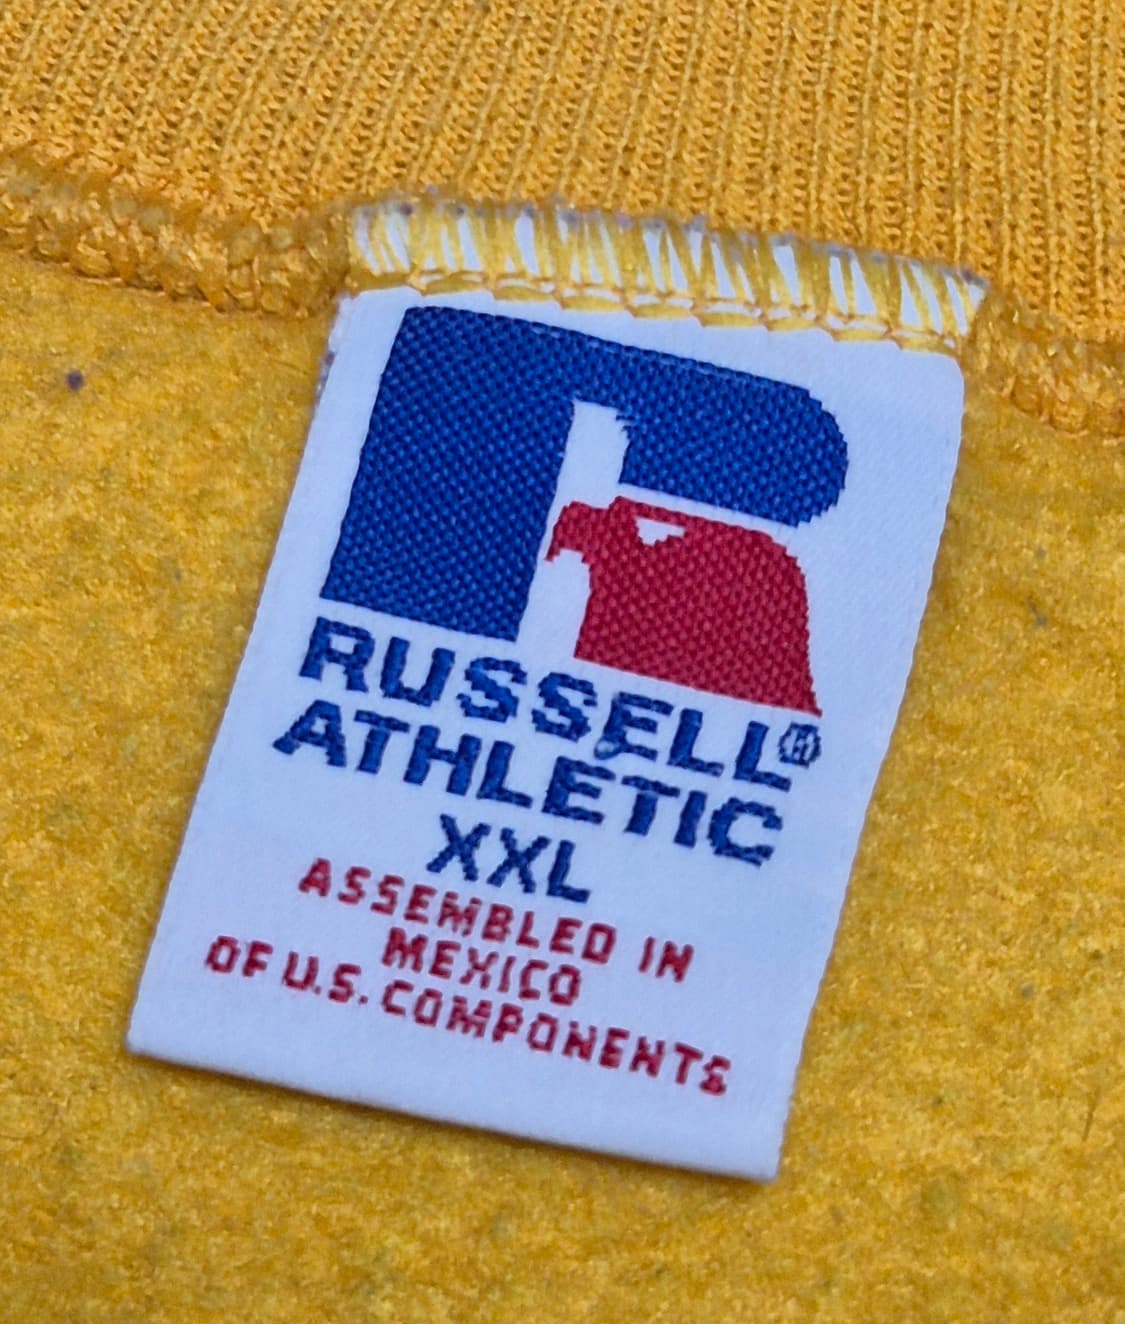 RUSSELL®
ATHLETIC
XXL
ASSEMBLED IN
MEXICO
OF U.S. COMPONENTS